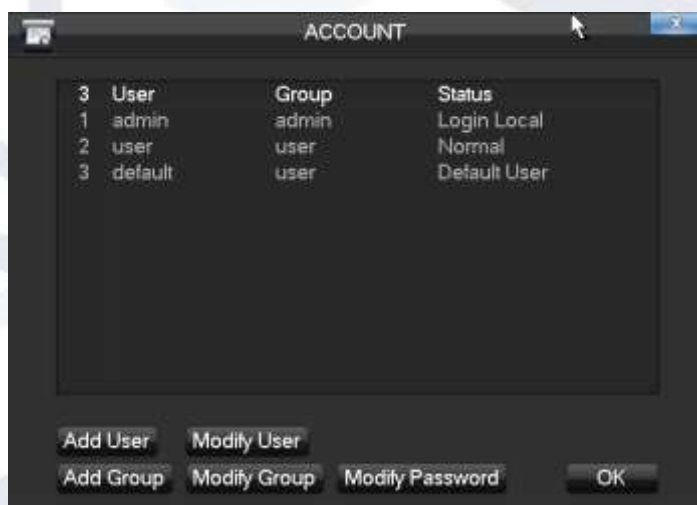 ACCOUNT
3 User Group Status
1 admin admin Login Local
2 user user Normal
3 default user Default User
Add User Modify User
Add Group Modify Group Modify Password OK